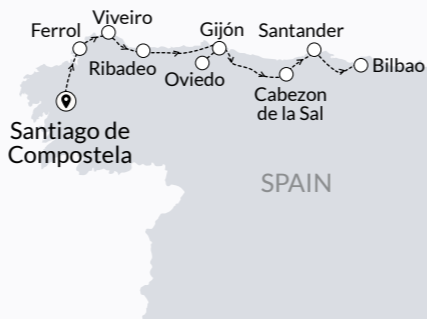 Viveiro
Ferrol
Gijón
Santander
Ribadeo
Oviedo
Bilbao
Cabezon
de la Sal
Santiago de
Compostela
SPAIN